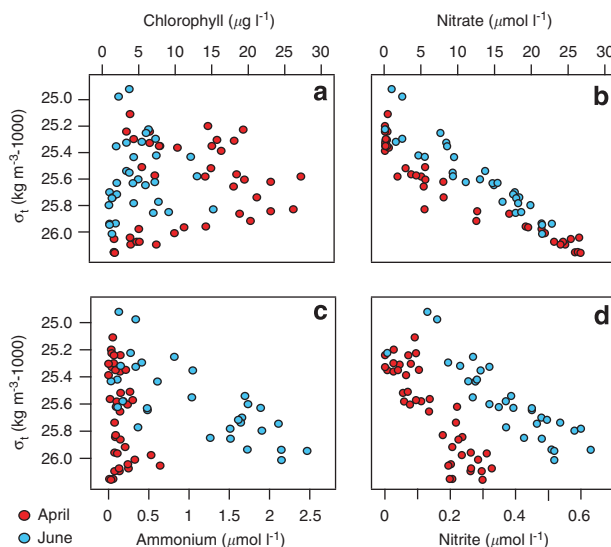 Chlorophyll (μg l⁻¹) Nitrate (μmol l⁻¹)
0 5 10 15 20 25 30 0 5 10 15 20 25 30
a b
25.0
25.2
25.4
25.6
25.8
26.0
σt (kg m⁻³-1000)
c d
25.0
25.2
25.4
25.6
25.8
26.0
σt (kg m⁻³-1000)
0 0.5 1 1.5 2 2.5 0 0.2 0.4 0.6
April
June
Ammonium (μmol l⁻¹) Nitrite (μmol l⁻¹)